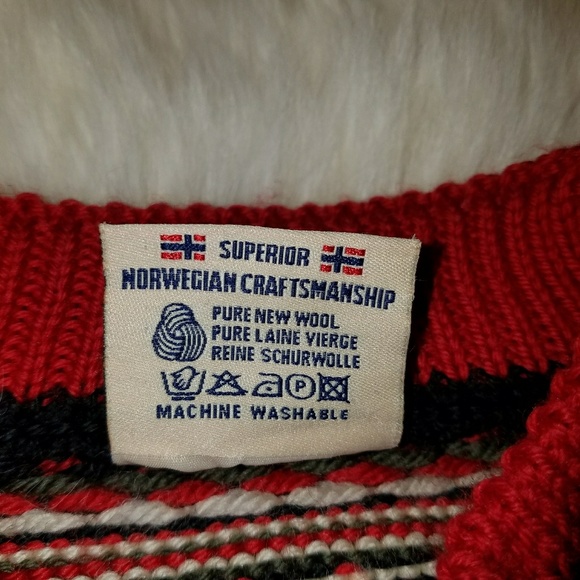 SUPERIOR
NORWEGIAN CRAFTSMANSHIP
PURE NEW WOOL
PURE LAINE VIERGE
REINE SCHURWOLLE
P
MACHINE WASHABLE